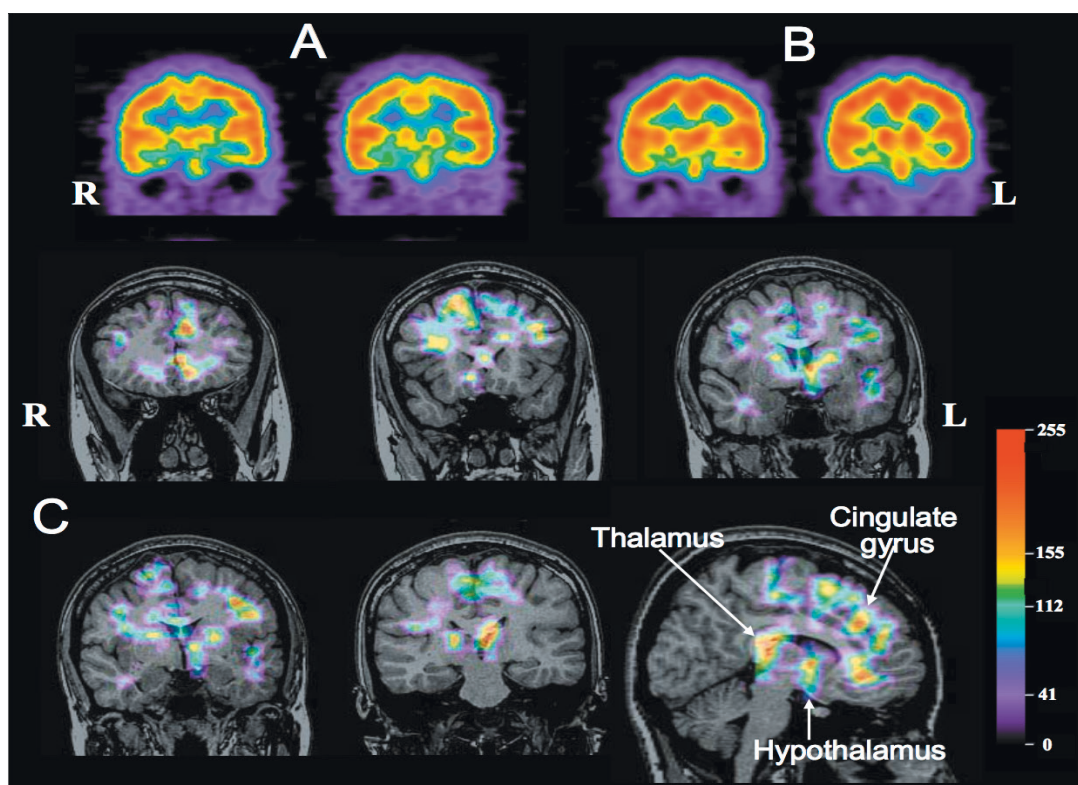 A
B
R
L
R
L
C
Thalamus
Cingulate
gyrus
Hypothalamus
255
155
112
41
0